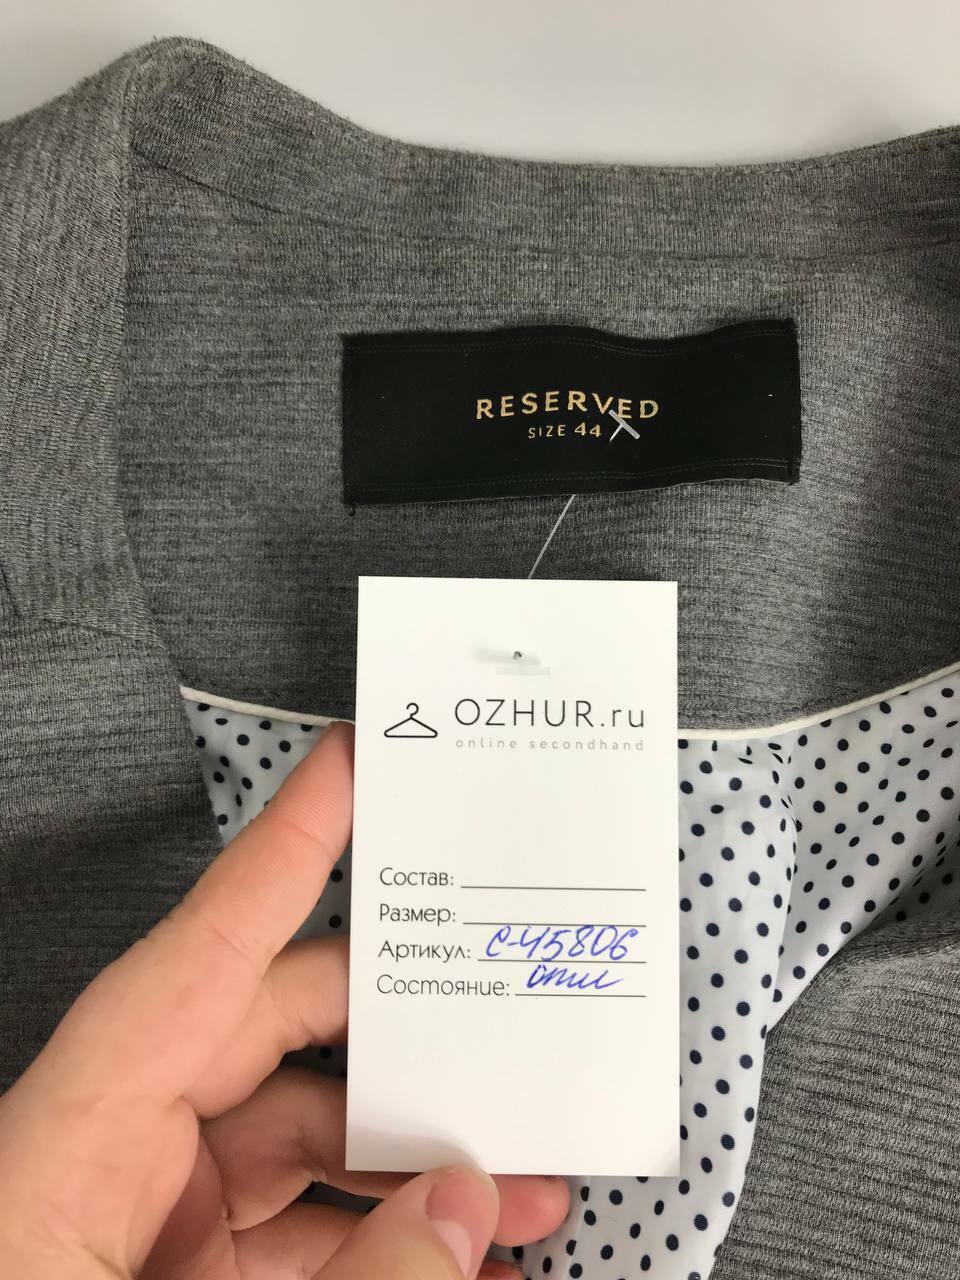 RESERVED
SIZE 44
OZHUR.ru
online secondhand
Состав:
Размер:
Артикул: С-45806
Состояние: отл